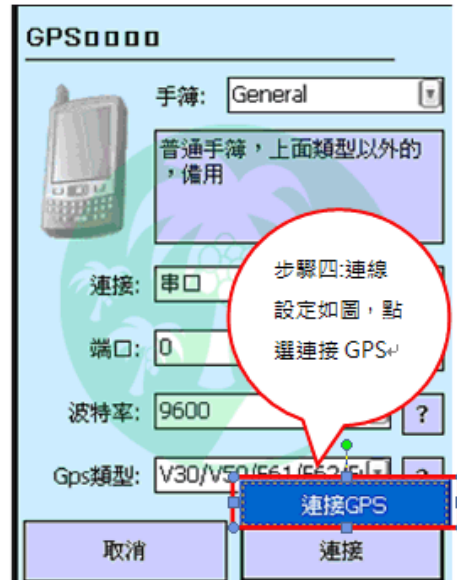 GPS□□□□
手簿: General
普通手簿，上面類型以外的
，備用
連接: 串口
端口: 0
波特率: 9600 ?
步驟四:連線
設定如圖，點
選連接 GPS↵
Gps類型: V30/V50/F61/F62/F
連接GPS
取消 連接